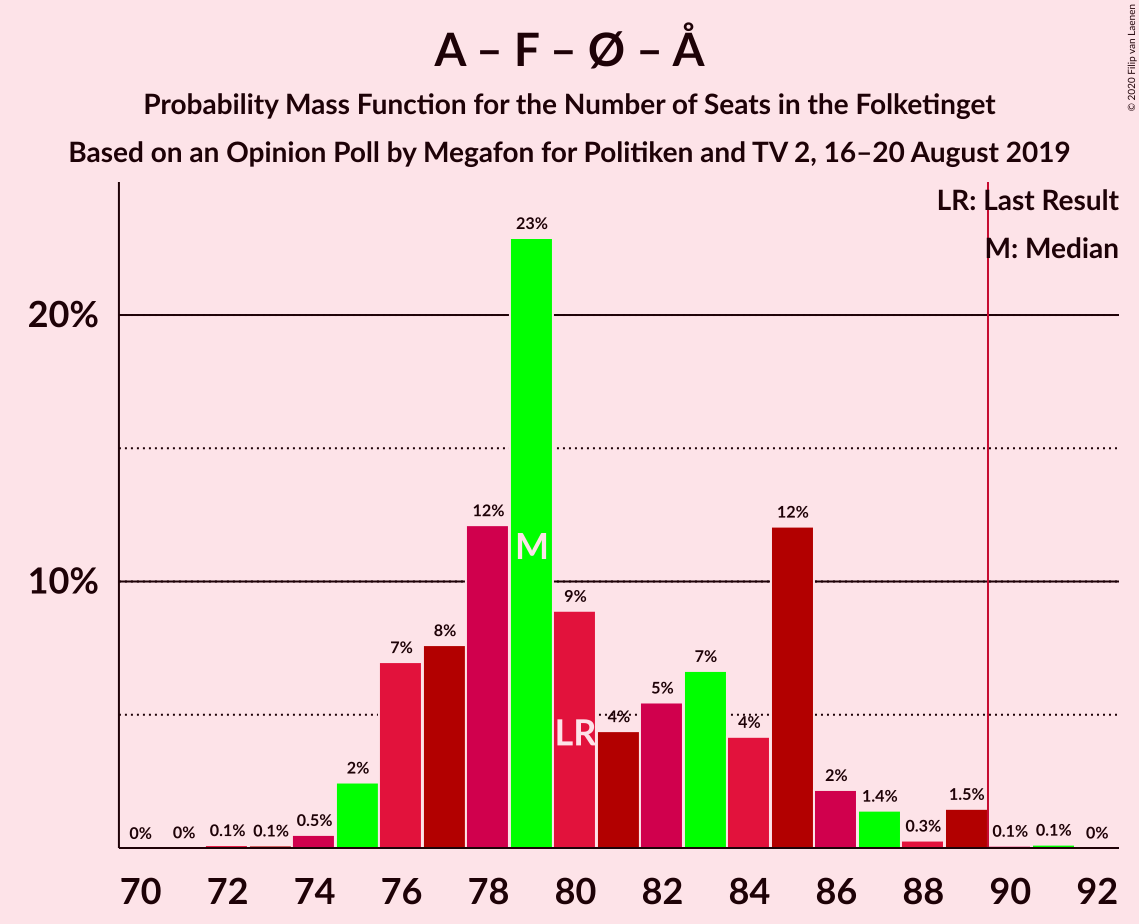 A – F – Ø – Å
Probability Mass Function for the Number of Seats in the Folketinget
Based on an Opinion Poll by Megafon for Politiken and TV 2, 16–20 August 2019
© 2020 Filip van Laenen
LR: Last Result
M: Median
20%
10%
0%
0%
0.1%
0.1%
0.5%
2%
7%
8%
12%
23%
9%
4%
5%
7%
4%
12%
2%
1.4%
0.3%
1.5%
0.1%
0.1%
0%
M
LR
70 72 74 76 78 80 82 84 86 88 90 92